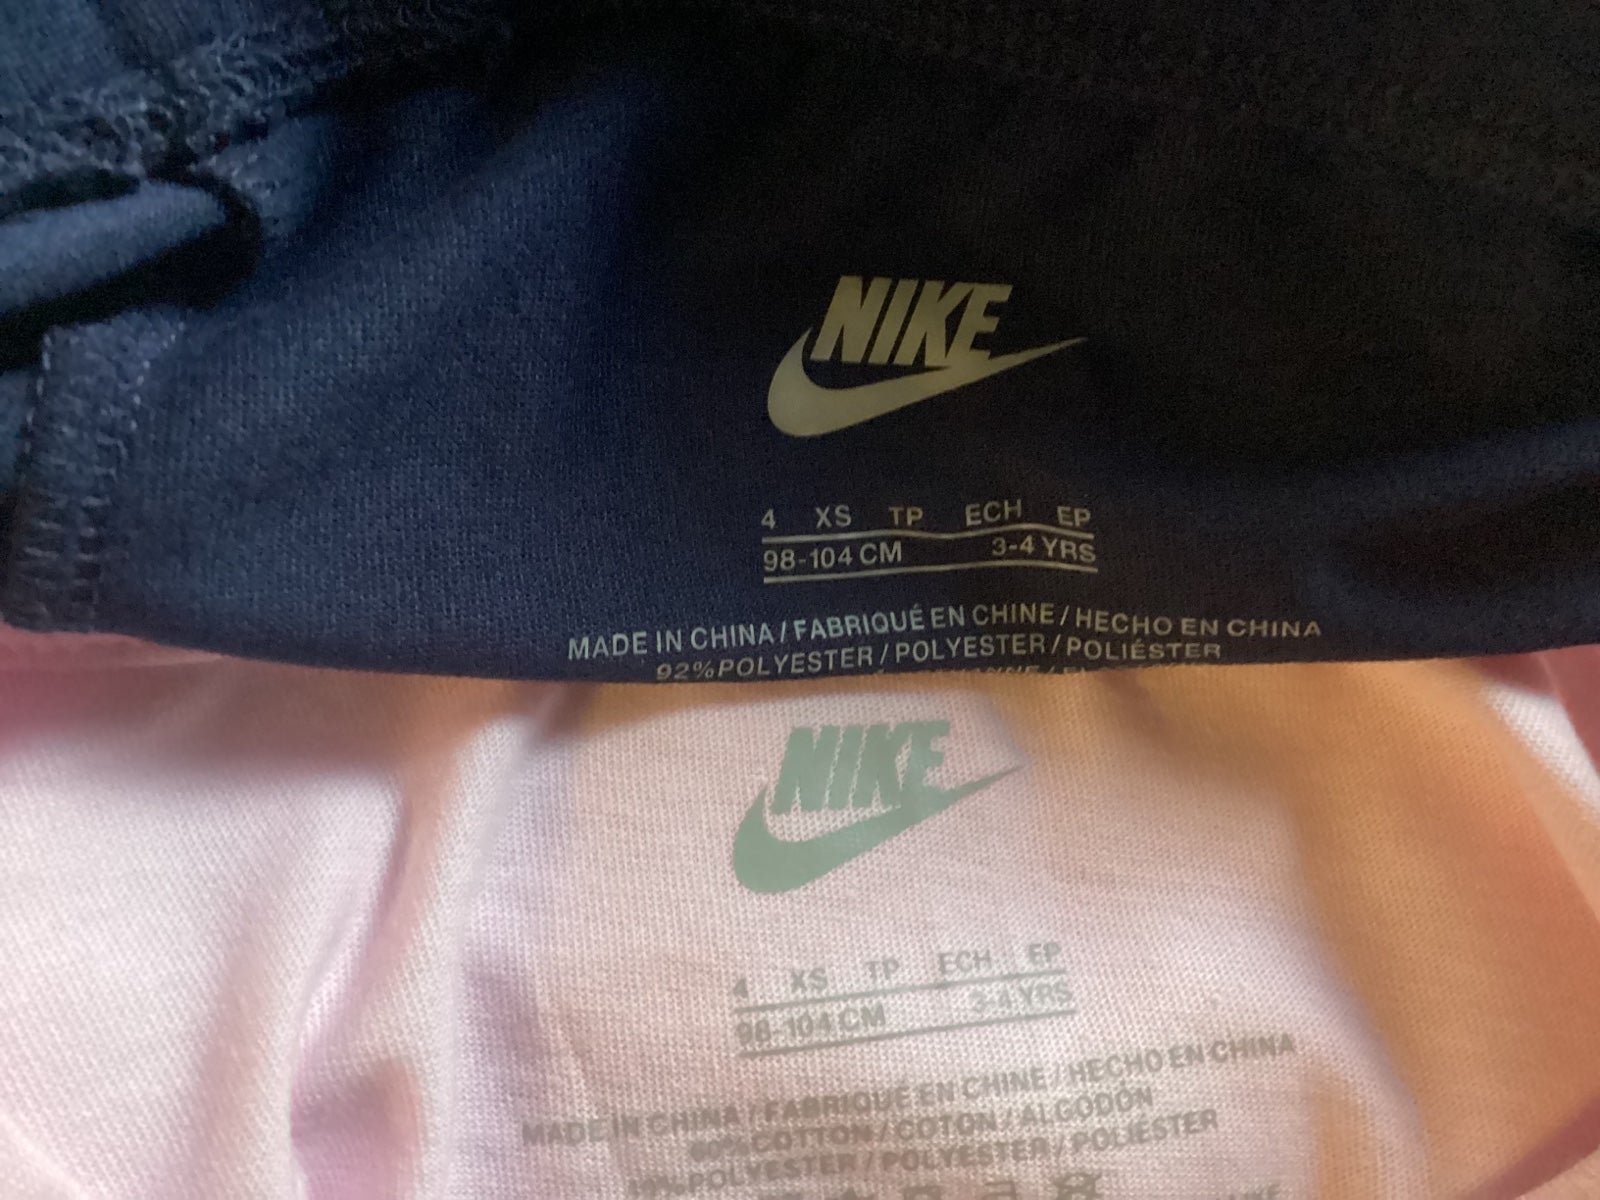 NIKE
4 XS TP ECH EP
98-104 CM 3-4 YRS
MADE IN CHINA / FABRIQUÉ EN CHINE / HECHO EN CHINA
92% POLYESTER / POLYESTER / POLIÉSTER
NIKE
4 XS TP ECH EP
98-104 CM 3-4 YRS
MADE IN CHINA / FABRIQUÉ EN CHINE / HECHO EN CHINA
COTTON / COTON / ALGODÓN
POLYESTER / POLYESTER / POLIÉSTER